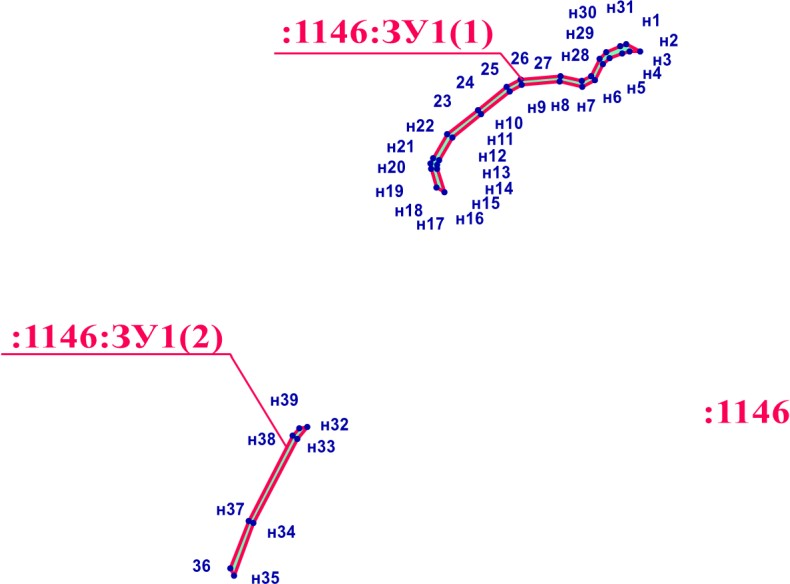 н30 н31
н1
:1146:ЗУ1(1)
н29
н2
26 27 н28 н3
25 н4
24 н5
н6
23 н9 н8 н7
н22 н10
н11
н21 н12
н20 н13
н19 н14
н15
н18 н16
н17
:1146:ЗУ1(2)
н39
:1146
н38 н32
н33
н37
н34
36
н35